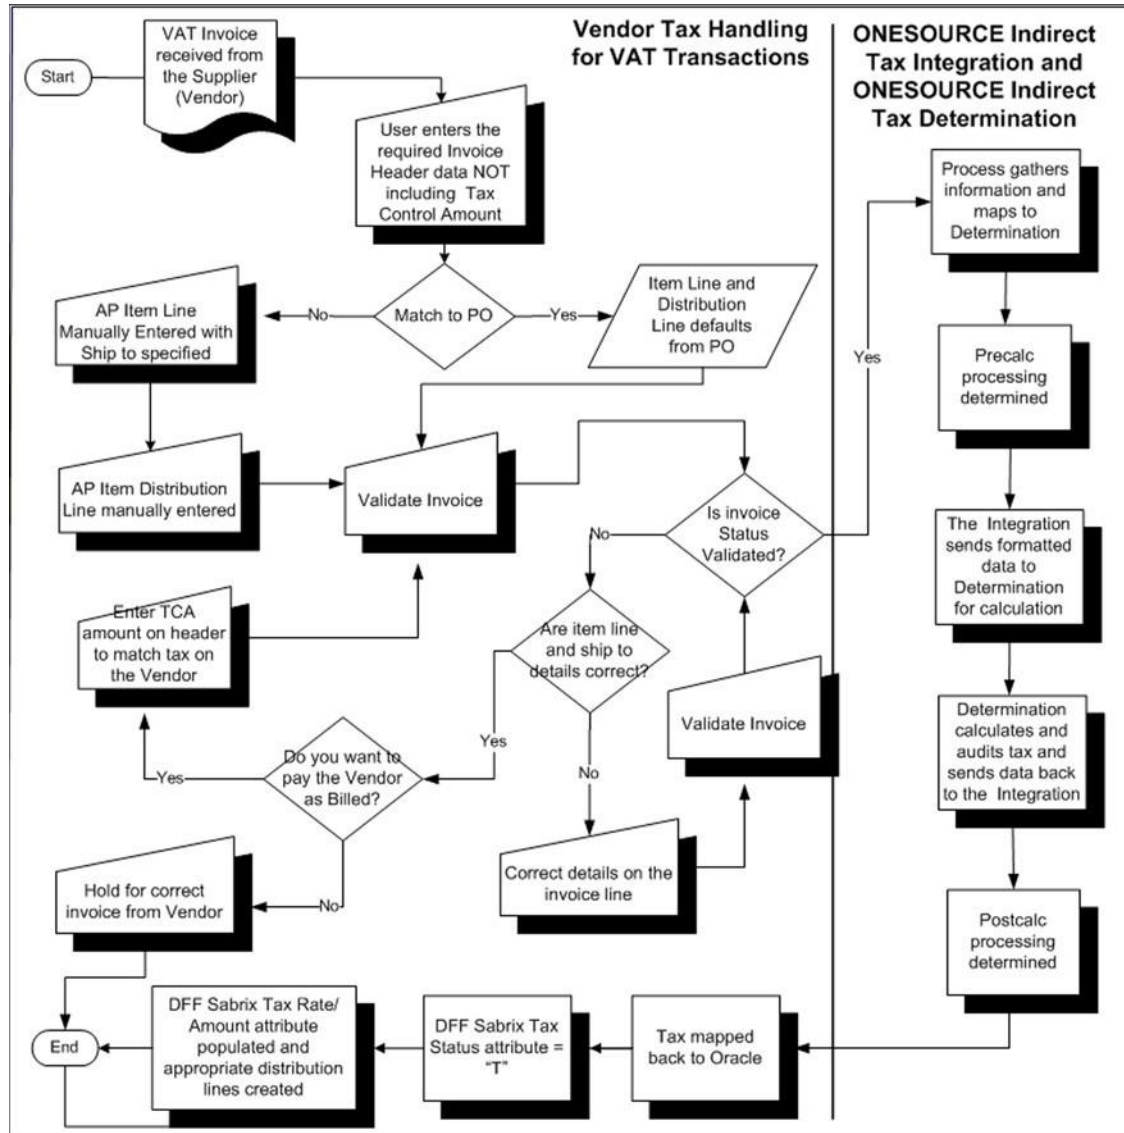 Vendor Tax Handling
for VAT Transactions
ONESOURCE Indirect
Tax Integration and
ONESOURCE Indirect
Tax Determination
Start
VAT Invoice
received from
the Supplier
(Vendor)
User enters the
required Invoice
Header data NOT
including Tax
Control Amount
Match to PO
No
Yes
AP Item Line
Manually Entered with
Ship to specified
Item Line and
Distribution
Line defaults
from PO
AP Item Distribution
Line manually entered
Validate Invoice
Is invoice
Status
Validated?
No
Yes
Enter TCA
amount on header
to match tax on
the Vendor
Are item line
and ship to
details correct?
Yes
No
Validate Invoice
Do you want to
pay the Vendor
as Billed?
Yes
No
Correct details on the
invoice line
Hold for correct
invoice from Vendor
Process gathers
information and
maps to
Determination
Precalc
processing
determined
The Integration
sends formatted
data to
Determination
for calculation
Determination
calculates and
audits tax and
sends data back
to the Integration
Postcalc
processing
determined
Tax mapped
back to Oracle
DFF Sabrix Tax
Status attribute =
“T”
DFF Sabrix Tax Rate/
Amount attribute
populated and
appropriate distribution
lines created
End